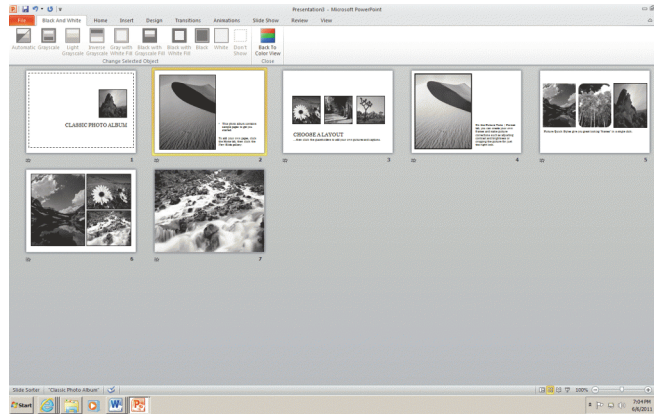 Presentation3 - Microsoft PowerPoint
File Black And White Home Insert Design Transitions Animations Slide Show Review View
Automatic Grayscale Light Grayscale Inverse Grayscale Gray with White Fill Black with Grayscale Fill Black with White Fill Black White Don't Show Back To Color View
Change Selected Object Close
CLASSIC PHOTO ALBUM
CHOOSE A LAYOUT
1 2 3 4 5
6 7
Slide Sorter "Classic Photo Album" 100%
Start 7:04 PM
6/6/2011